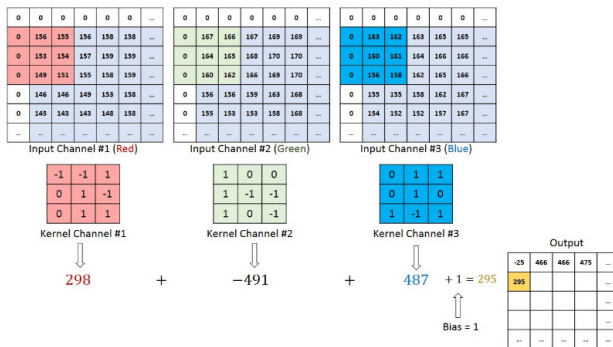 0 0 0 0 0 0 ... 0 0 0 0 0 0 ... 0 0 0 0 0 0 ...
0 156 155 156 158 158 ... 0 167 166 167 169 169 ... 0 163 162 163 165 165 ...
0 153 154 157 159 159 ... 0 164 165 168 170 170 ... 0 160 161 164 166 166 ...
0 149 151 155 158 159 ... 0 160 162 166 169 170 ... 0 156 158 162 165 166 ...
0 146 146 149 153 158 ... 0 156 156 159 163 168 ... 0 155 155 158 162 167 ...
0 145 143 143 148 158 ... 0 155 153 153 158 168 ... 0 154 152 152 157 167 ...
... ... ... ... ... ... ... ... ... ... ... ... ... ... ... ... ... ... ... ... ...
Input Channel #1 (Red) Input Channel #2 (Green) Input Channel #3 (Blue)
-1 -1 1 1 0 0 0 1 1
0 1 -1 1 -1 -1 0 1 0
0 1 1 1 0 -1 1 -1 1
Kernel Channel #1 Kernel Channel #2 Kernel Channel #3
298 + −491 + 487 + 1 = 295
Bias = 1
Output
-25 466 466 475 ...
295 ...
...
...
... ... ... ... ...